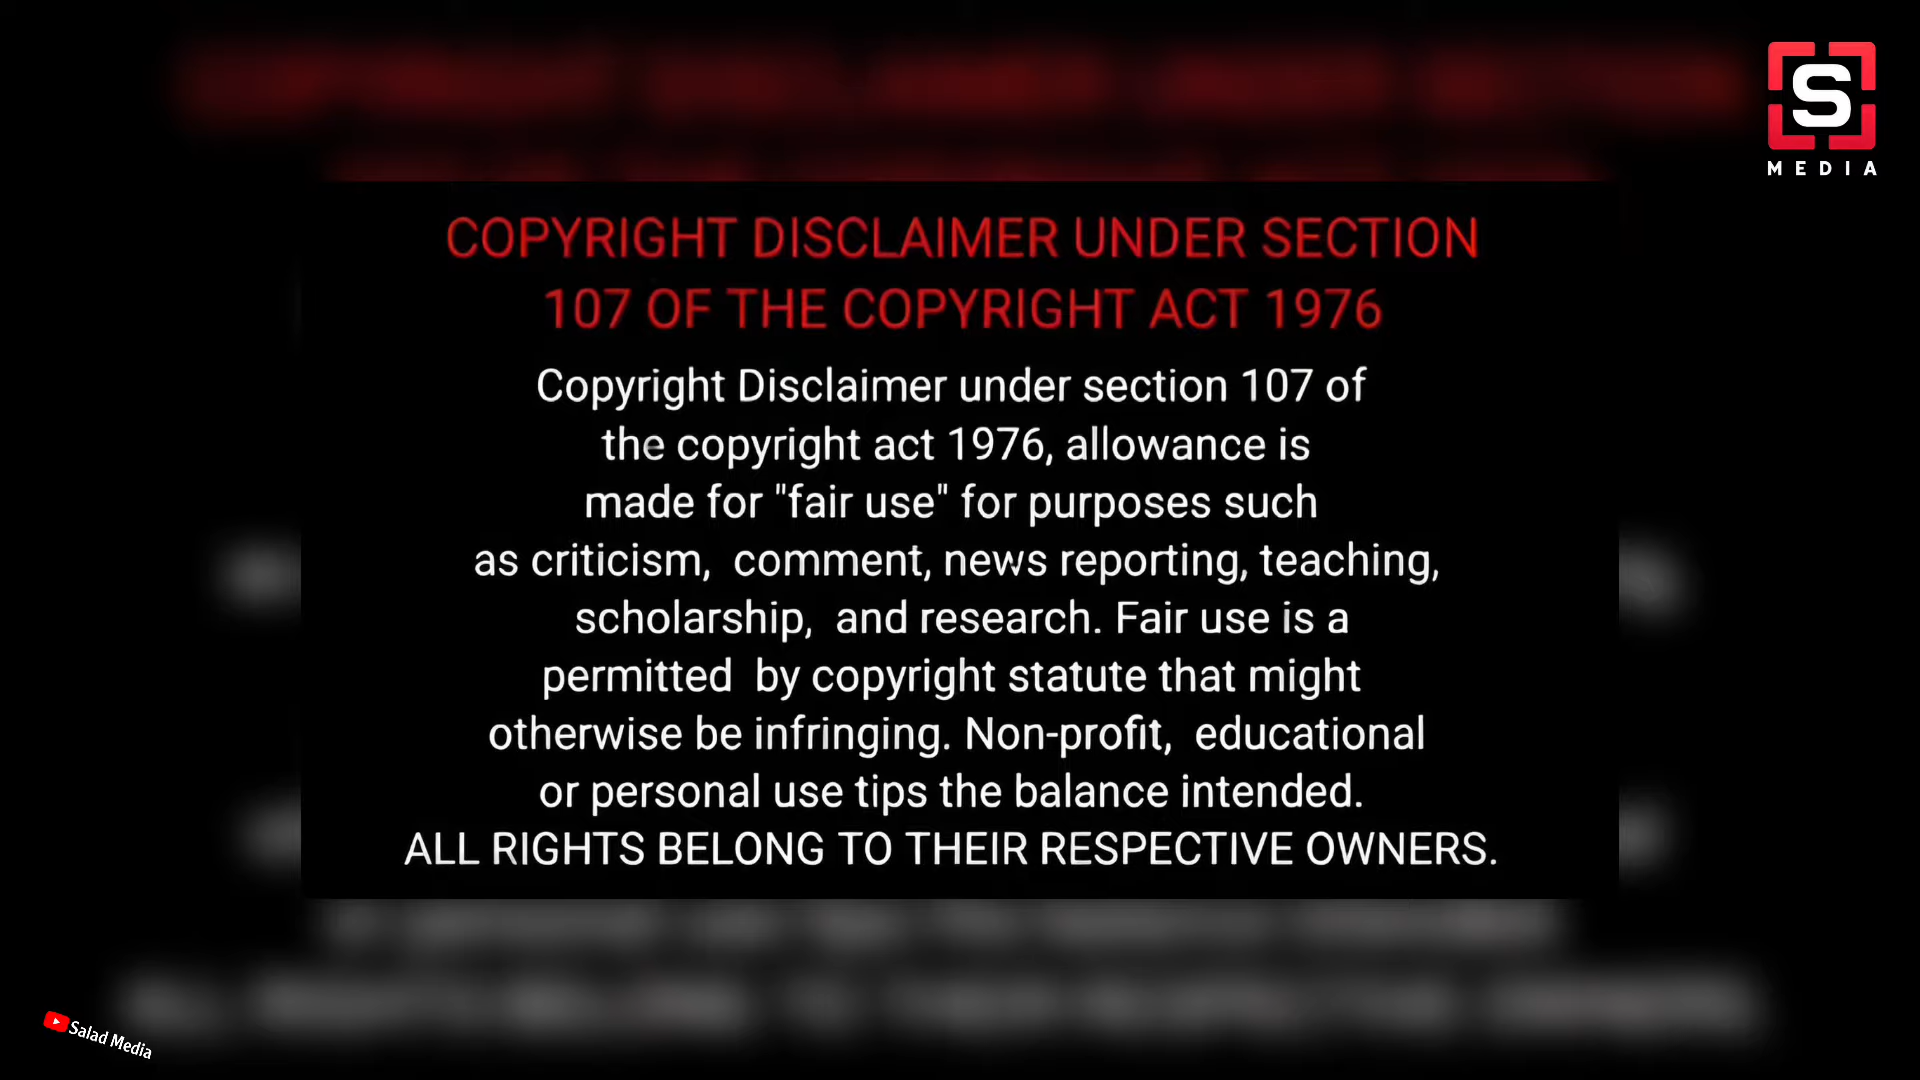 S
MEDIA
COPYRIGHT DISCLAIMER UNDER SECTION
107 OF THE COPYRIGHT ACT 1976
Copyright Disclaimer under section 107 of
the copyright act 1976, allowance is
made for "fair use" for purposes such
as criticism,  comment, news reporting, teaching,
scholarship,  and research. Fair use is a
permitted  by copyright statute that might
otherwise be infringing. Non-profit,  educational
or personal use tips the balance intended.
ALL RIGHTS BELONG TO THEIR RESPECTIVE OWNERS.
Salad Media